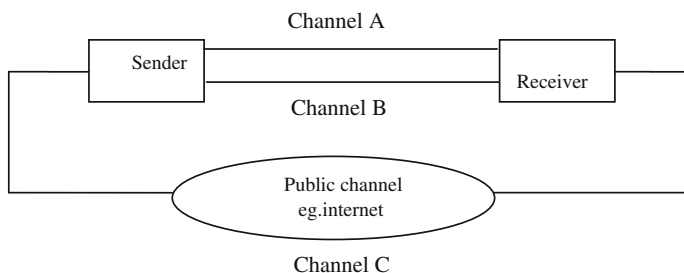 Channel A
Sender
Receiver
Channel B
Public channel
eg.internet
Channel C